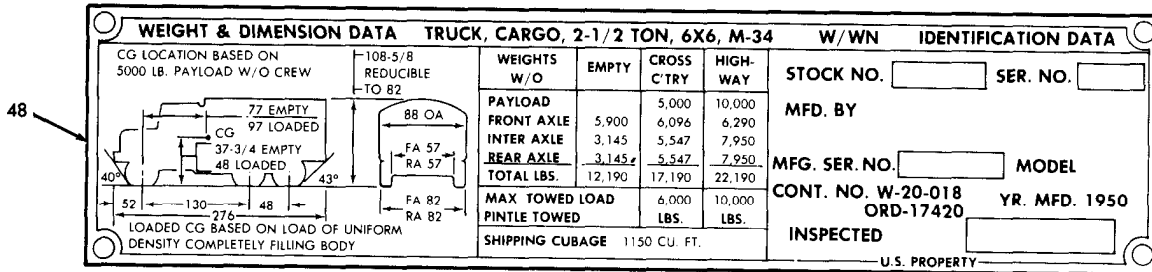 48
WEIGHT & DIMENSION DATA TRUCK, CARGO, 2-1/2 TON, 6X6, M-34 W/WN IDENTIFICATION DATA
CG LOCATION BASED ON
5000 LB. PAYLOAD W/O CREW
108-5/8
REDUCIBLE
TO 82
77 EMPTY
97 LOADED
CG
37-3/4 EMPTY
48 LOADED
40°
43°
52
130
48
276
LOADED CG BASED ON LOAD OF UNIFORM
DENSITY COMPLETELY FILLING BODY
88 OA
FA 57
RA 57
FA 82
RA 82
WEIGHTS W/O EMPTY CROSS C'TRY HIGH-WAY
PAYLOAD 5,000 10,000
FRONT AXLE 5,900 6,096 6,290
INTER AXLE 3,145 5,547 7,950
REAR AXLE 3,145 5,547 7,950
TOTAL LBS. 12,190 17,190 22,190
MAX TOWED LOAD 6,000 10,000
PINTLE TOWED LBS. LBS.
SHIPPING CUBAGE 1150 CU. FT.
STOCK NO. SER. NO.
MFD. BY
MFG. SER. NO. MODEL
CONT. NO. W-20-018 YR. MFD. 1950
ORD-17420
INSPECTED
U.S. PROPERTY